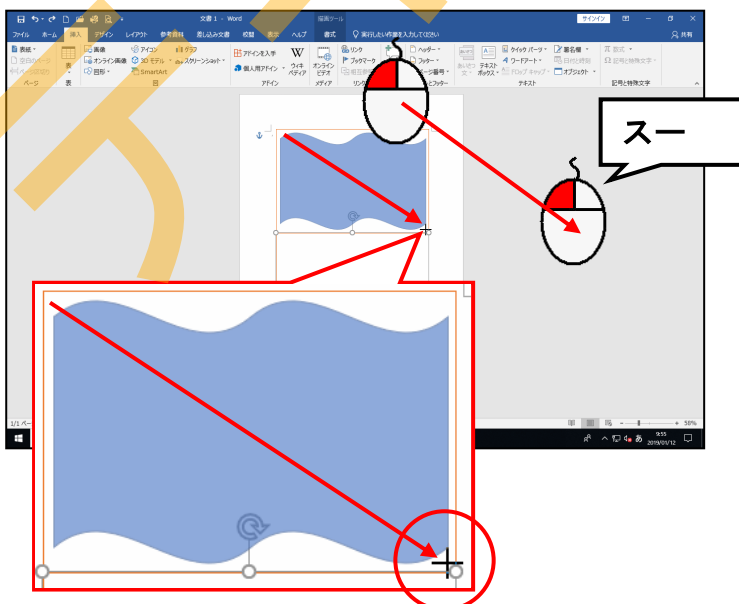 文書 1 - Word
描画ツール
サインイン
ファイル ホーム 挿入 デザイン レイアウト 参考資料 差し込み文書 校閲 表示 ヘルプ 書式 実行したい作業を入力してください 共有
表紙 画像 アイコン グラフ アドインを入手 リンク ヘッダー クイック パーツ 署名欄 数式
オンライン画像 3D モデル スクリーンショット ブックマーク フッター ワードアート 日付と時刻 記号と特殊文字
図形 SmartArt 個人用アドイン ウィキペディア オンラインビデオ テキストボックス オブジェクト
ページ 表 図 アドイン メディア テキスト 記号と特殊文字
スー
58%
あ
9:55
2019/01/12